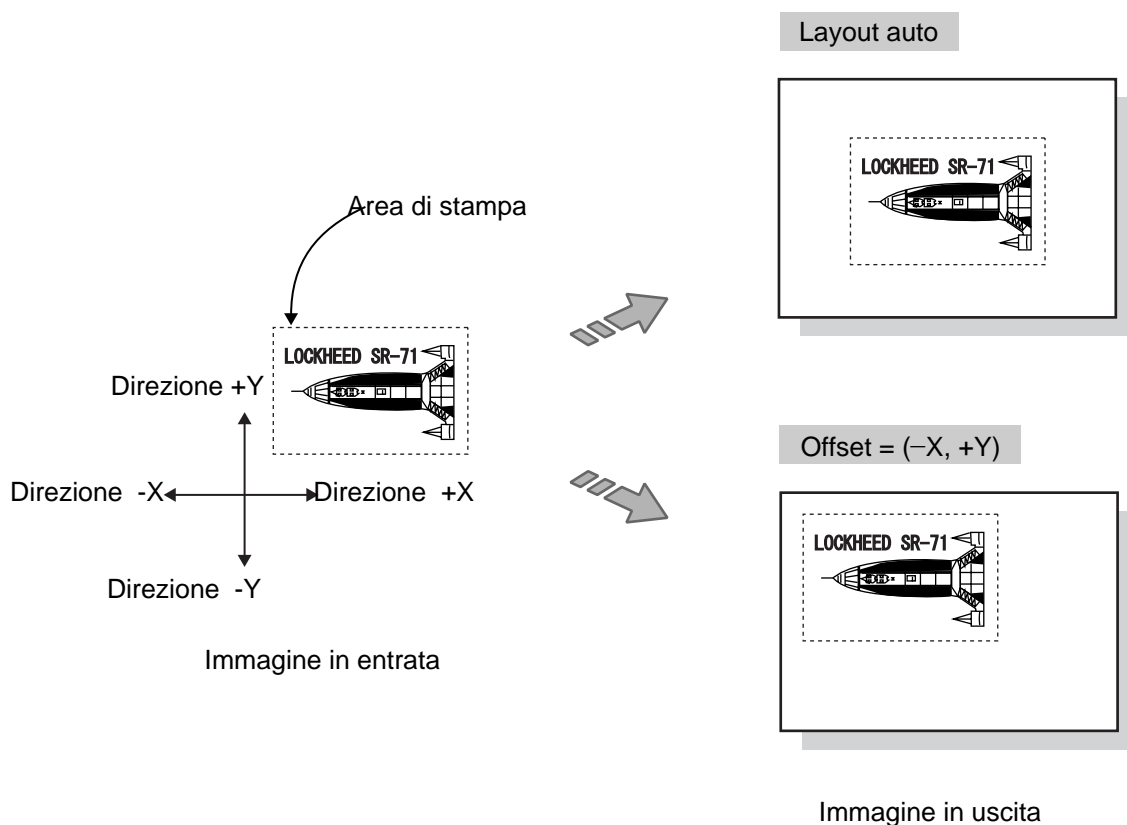 Layout auto
LOCKHEED SR-71
Area di stampa
LOCKHEED SR-71
Direzione +Y
Direzione -X
Direzione +X
Direzione -Y
Immagine in entrata
Offset = (−X, +Y)
LOCKHEED SR-71
Immagine in uscita